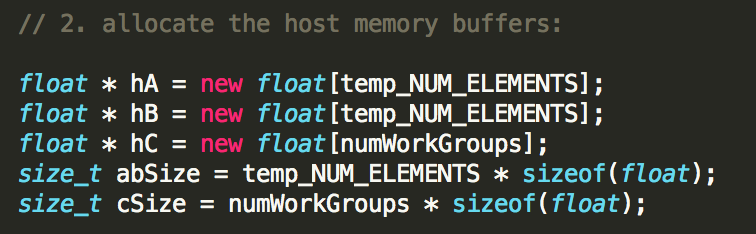 // 2. allocate the host memory buffers:
float * hA = new float[temp_NUM_ELEMENTS];
float * hB = new float[temp_NUM_ELEMENTS];
float * hC = new float[numWorkGroups];
size_t abSize = temp_NUM_ELEMENTS * sizeof(float);
size_t cSize = numWorkGroups * sizeof(float);